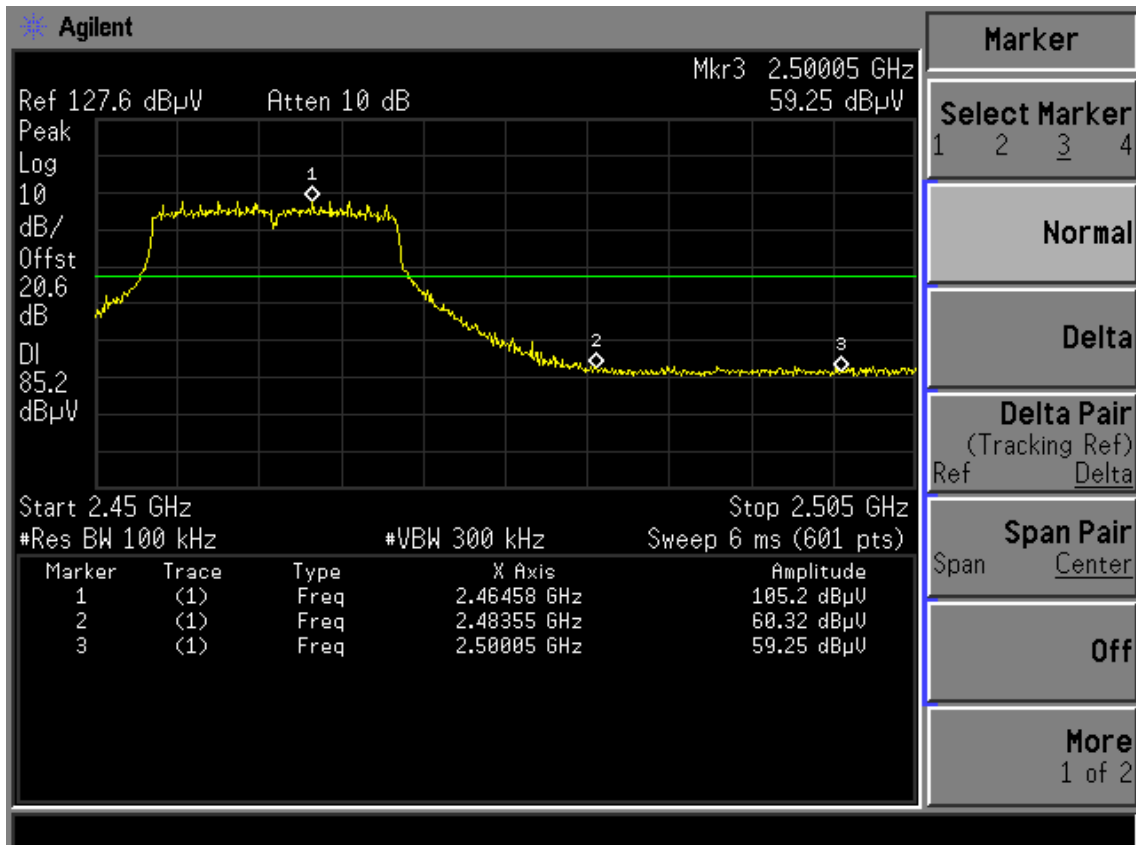 Agilent
Mkr3 2.50005 GHz
Ref 127.6 dBµV Atten 10 dB 59.25 dBµV
Peak
Log
10
dB/
Offst
20.6
dB
DI
85.2
dBµV
1
2
3
Start 2.45 GHz Stop 2.505 GHz
#Res BW 100 kHz #VBW 300 kHz Sweep 6 ms (601 pts)
Marker Trace Type X Axis Amplitude
1 (1) Freq 2.46458 GHz 105.2 dBµV
2 (1) Freq 2.48355 GHz 60.32 dBµV
3 (1) Freq 2.50005 GHz 59.25 dBµV
Marker
Select Marker
1 2 3 4
Normal
Delta
Delta Pair
(Tracking Ref)
Ref Delta
Span Pair
Span Center
Off
More
1 of 2